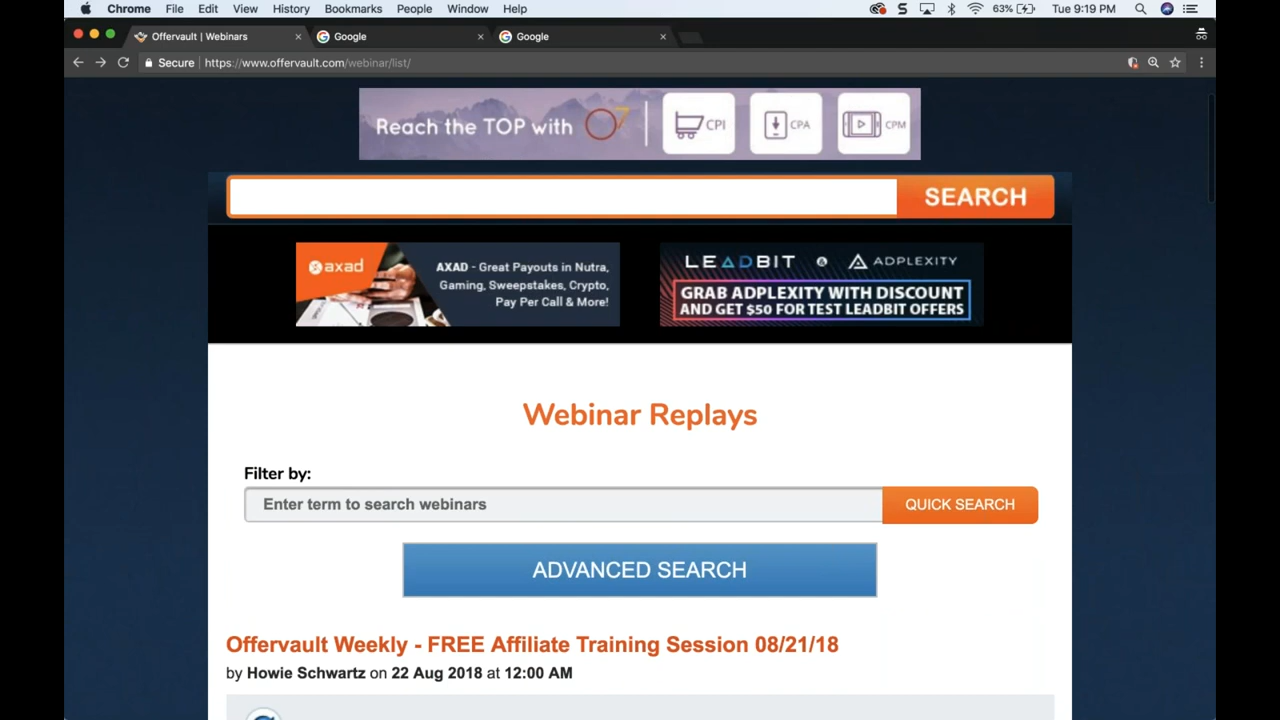 Chrome File Edit View History Bookmarks People Window Help 63% Tue 9:19 PM
Offervault | Webinars Google Google
Secure https://www.offervault.com/webinar/list/
Reach the TOP with O7 CPI CPA CPM
SEARCH
axad
AXAD - Great Payouts in Nutra,
Gaming, Sweepstakes, Crypto,
Pay Per Call & More!
LEADBIT & ADPLEXITY
GRAB ADPLEXITY WITH DISCOUNT
AND GET $50 FOR TEST LEADBIT OFFERS
Webinar Replays
Filter by:
Enter term to search webinars QUICK SEARCH
ADVANCED SEARCH
Offervault Weekly - FREE Affiliate Training Session 08/21/18
by Howie Schwartz on 22 Aug 2018 at 12:00 AM